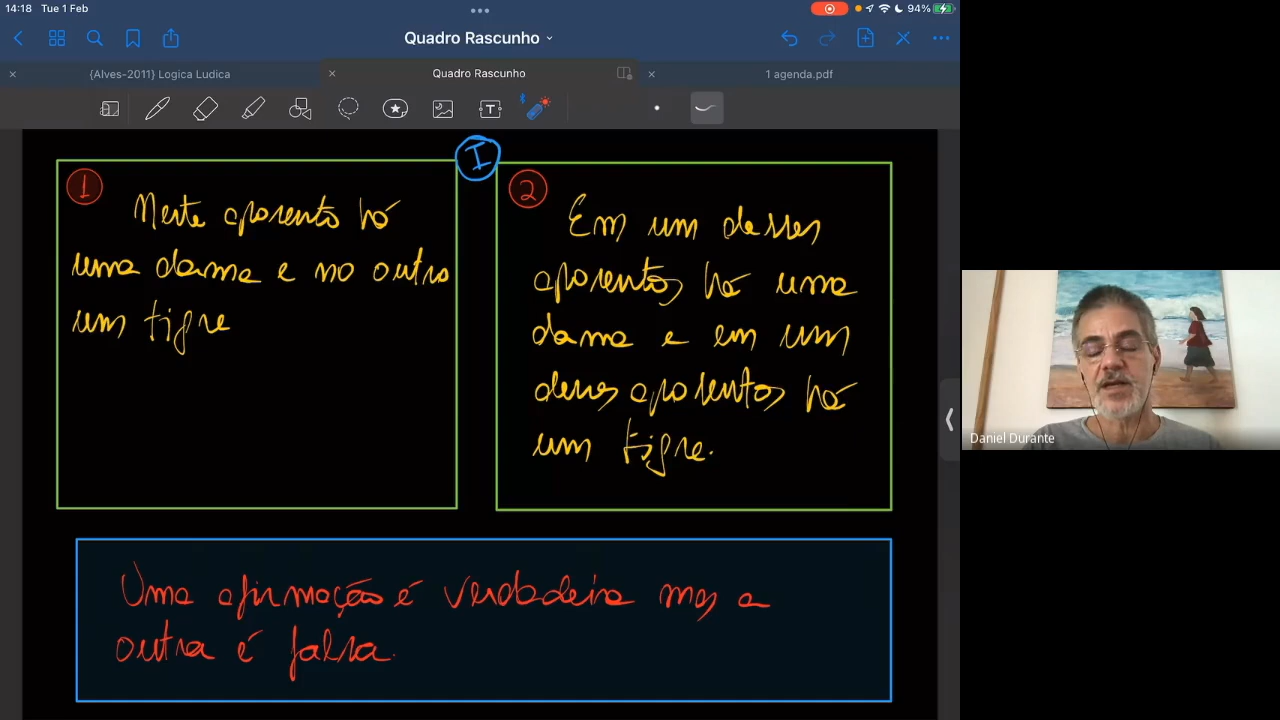 14:18 Tue 1 Feb
94%
Quadro Rascunho
{Alves-2011} Logica Ludica
Quadro Rascunho
1 agenda.pdf
T
I
1
Neste aposento há
uma dama e no outro
um tigre
2
Em um desses
aposentos há uma
dama e em um
desses aposentos há
um tigre.
Uma afirmação é verdadeira mas a
outra é falsa.
Daniel Durante